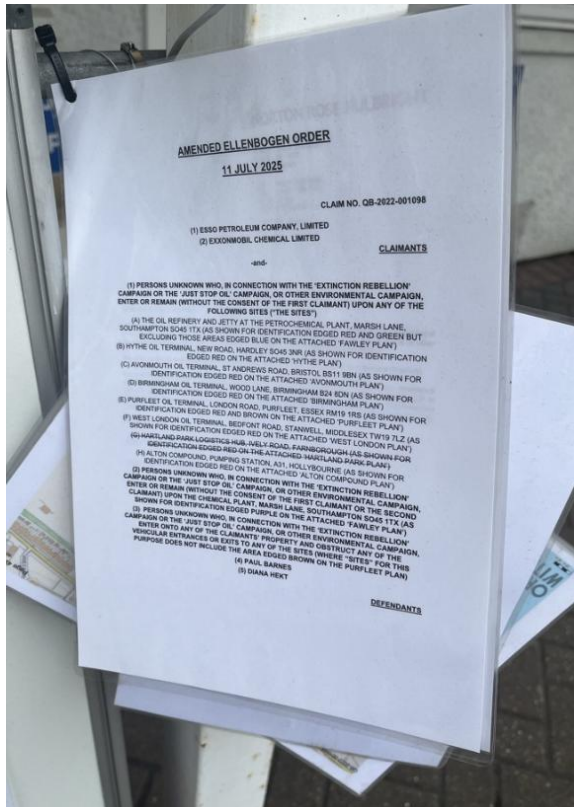 AMENDED ELLENBOGEN ORDER
11 JULY 2025
CLAIM NO. QB-2022-001098
(1) ESSO PETROLEUM COMPANY, LIMITED
(2) EXXONMOBIL CHEMICAL LIMITED
CLAIMANTS
-and-
(1) PERSONS UNKNOWN WHO, IN CONNECTION WITH THE 'EXTINCTION REBELLION'
CAMPAIGN OR THE 'JUST STOP OIL' CAMPAIGN, OR OTHER ENVIRONMENTAL CAMPAIGN,
ENTER OR REMAIN (WITHOUT THE CONSENT OF THE FIRST CLAIMANT) UPON ANY OF THE
FOLLOWING SITES ("THE SITES")
(A) THE OIL REFINERY AND JETTY AT THE PETROCHEMICAL PLANT, MARSH LANE,
SOUTHAMPTON SO45 1TX (AS SHOWN FOR IDENTIFICATION EDGED RED AND GREEN BUT
EXCLUDING THOSE AREAS EDGED BLUE ON THE ATTACHED 'FAWLEY PLAN')
(B) HYTHE OIL TERMINAL, NEW ROAD, HARDLEY SO45 3NR (AS SHOWN FOR IDENTIFICATION
EDGED RED ON THE ATTACHED 'HYTHE PLAN')
(C) AVONMOUTH OIL TERMINAL, ST ANDREWS ROAD, BRISTOL BS11 9BN (AS SHOWN FOR
IDENTIFICATION EDGED RED ON THE ATTACHED 'AVONMOUTH PLAN')
(D) BIRMINGHAM OIL TERMINAL, WOOD LANE, BIRMINGHAM B24 8DN (AS SHOWN FOR
IDENTIFICATION EDGED RED ON THE ATTACHED 'BIRMINGHAM PLAN')
(E) PURFLEET OIL TERMINAL, LONDON ROAD, PURFLEET, ESSEX RM19 1RS (AS SHOWN FOR
IDENTIFICATION EDGED RED AND BROWN ON THE ATTACHED 'PURFLEET PLAN')
(F) WEST LONDON OIL TERMINAL, BEDFONT ROAD, STANWELL, MIDDLESEX TW19 7LZ (AS
SHOWN FOR IDENTIFICATION EDGED RED ON THE ATTACHED 'WEST LONDON PLAN')
(G) HARTLAND PARK LOGISTICS HUB, IVELY ROAD, FARNBOROUGH (AS SHOWN FOR
IDENTIFICATION EDGED RED ON THE ATTACHED 'HARTLAND PARK PLAN')
(H) ALTON COMPOUND, PUMPING STATION, A31, HOLLYBOURNE (AS SHOWN FOR
IDENTIFICATION EDGED RED ON THE ATTACHED 'ALTON COMPOUND PLAN')
(2) PERSONS UNKNOWN WHO, IN CONNECTION WITH THE 'EXTINCTION REBELLION'
CAMPAIGN OR THE 'JUST STOP OIL' CAMPAIGN, OR OTHER ENVIRONMENTAL CAMPAIGN,
ENTER OR REMAIN (WITHOUT THE CONSENT OF THE FIRST CLAIMANT OR THE SECOND
CLAIMANT) UPON THE CHEMICAL PLANT, MARSH LANE, SOUTHAMPTON SO45 1TX (AS
SHOWN FOR IDENTIFICATION EDGED PURPLE ON THE ATTACHED 'FAWLEY PLAN')
(3) PERSONS UNKNOWN WHO, IN CONNECTION WITH THE 'EXTINCTION REBELLION'
CAMPAIGN OR THE 'JUST STOP OIL' CAMPAIGN, OR OTHER ENVIRONMENTAL CAMPAIGN,
ENTER ONTO ANY OF THE CLAIMANTS' PROPERTY AND OBSTRUCT ANY OF THE
VEHICULAR ENTRANCES OR EXITS TO ANY OF THE SITES (WHERE "SITES" FOR THIS
PURPOSE DOES NOT INCLUDE THE AREA EDGED BROWN ON THE PURFLEET PLAN)
(4) PAUL BARNES
(5) DIANA HEKT
DEFENDANTS